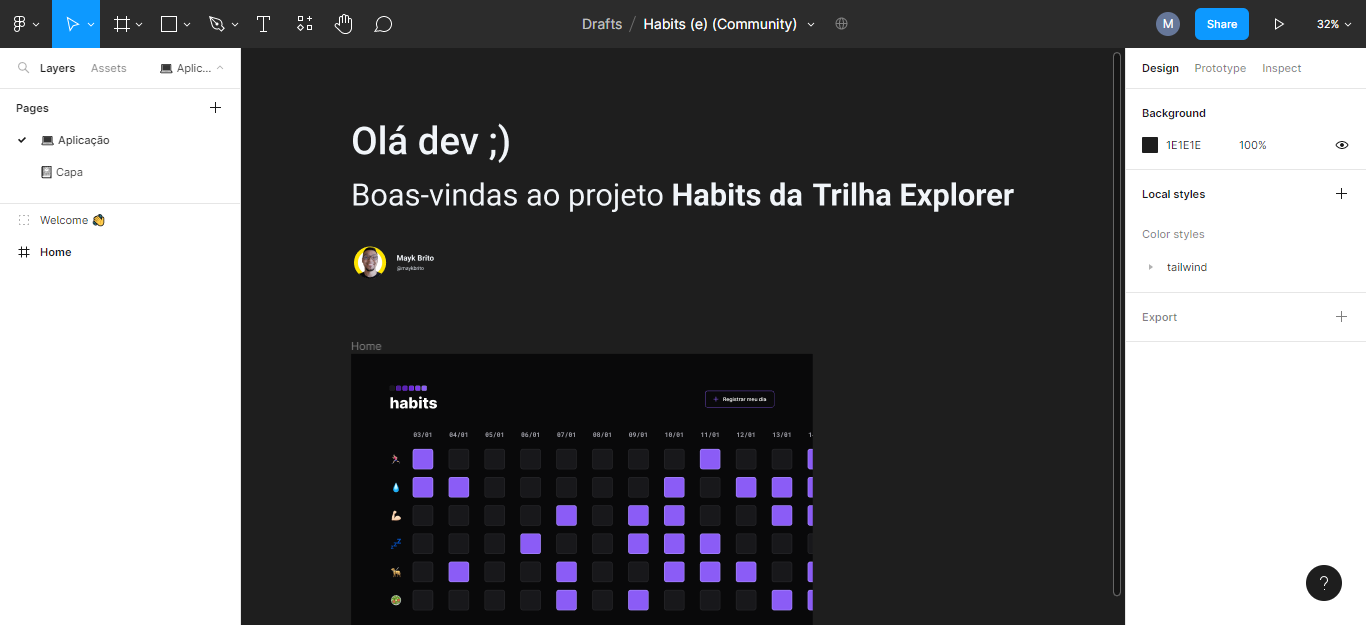 Drafts / Habits (e) (Community)
M
Share
32%
Layers
Assets
Aplic...
Pages
Aplicação
Capa
Welcome
Home
Olá dev ;)
Boas-vindas ao projeto Habits da Trilha Explorer
Mayk Brito
@maykbrito
Home
habits
+ Registrar meu dia
03/01 04/01 05/01 06/01 07/01 08/01 09/01 10/01 11/01 12/01 13/01
Design
Prototype
Inspect
Background
1E1E1E
100%
Local styles
Color styles
tailwind
Export
?